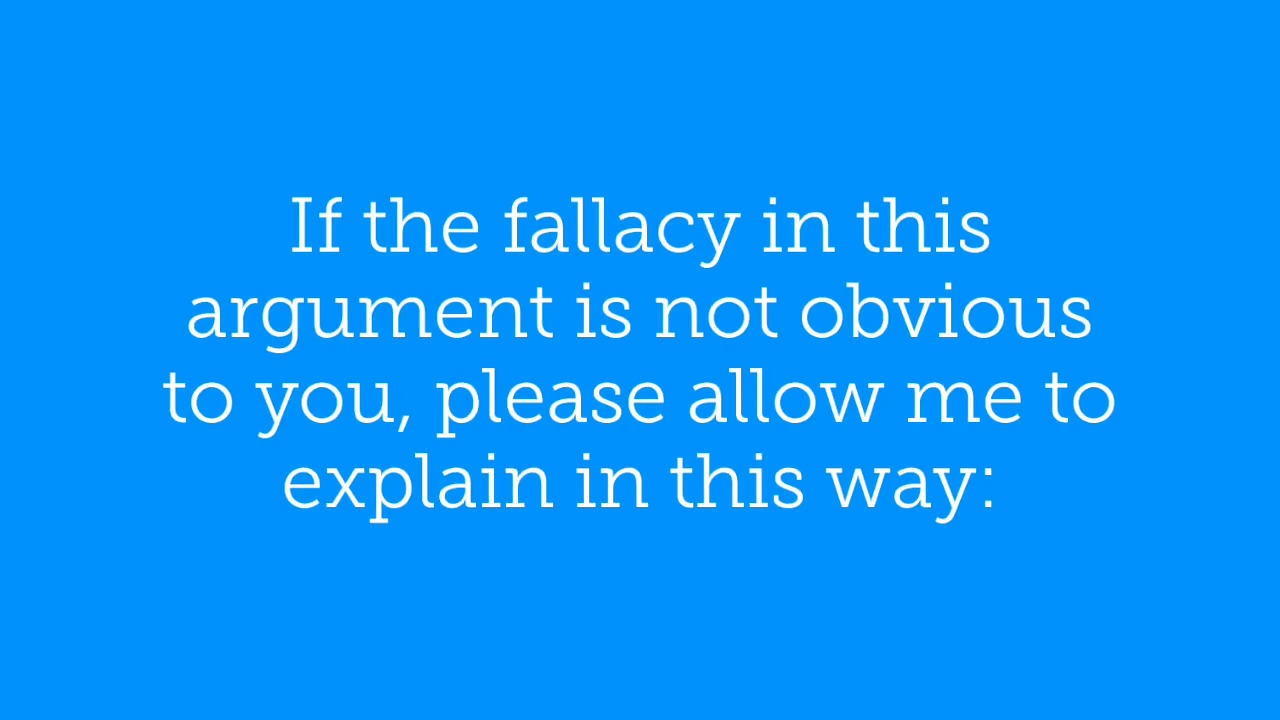 If the fallacy in this
argument is not obvious
to you, please allow me to
explain in this way: